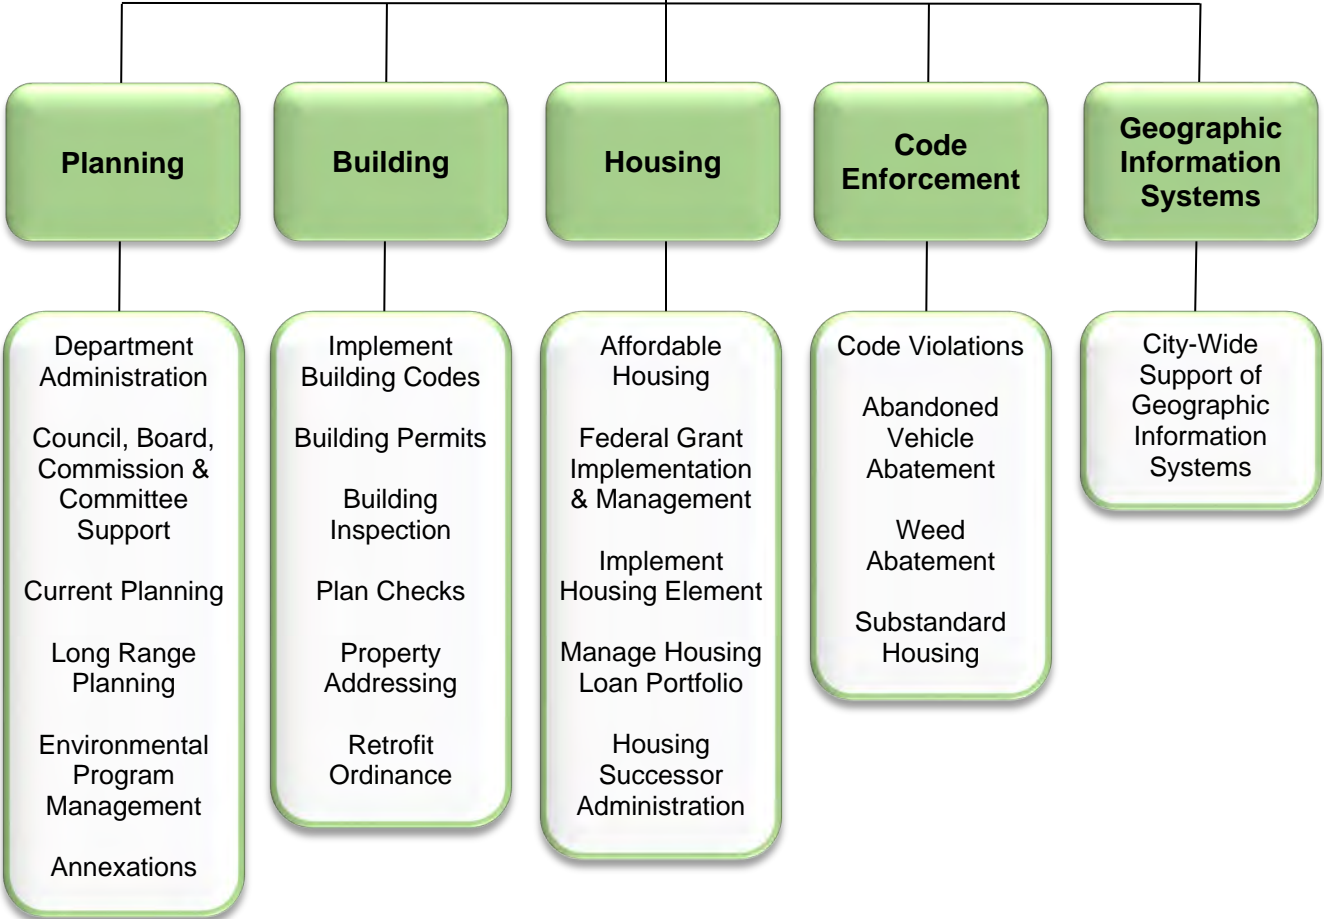 Planning
Building
Housing
Code
Enforcement
Geographic
Information
Systems
Department
Administration
Council, Board,
Commission &
Committee
Support
Current Planning
Long Range
Planning
Environmental
Program
Management
Annexations
Implement
Building Codes
Building Permits
Building
Inspection
Plan Checks
Property
Addressing
Retrofit
Ordinance
Affordable
Housing
Federal Grant
Implementation
& Management
Implement
Housing Element
Manage Housing
Loan Portfolio
Housing
Successor
Administration
Code Violations
Abandoned
Vehicle
Abatement
Weed
Abatement
Substandard
Housing
City-Wide
Support of
Geographic
Information
Systems